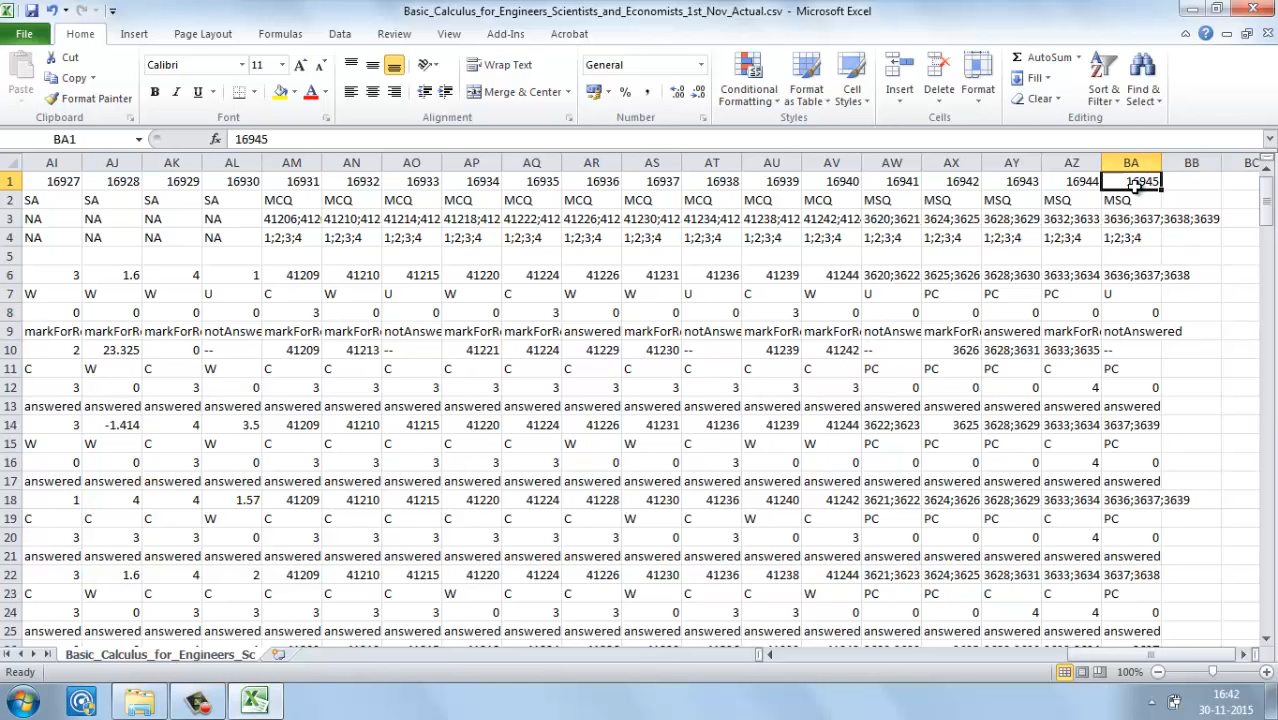 Basic_Calculus_for_Engineers_Scientists_and_Economists_1st_Nov_Actual.csv - Microsoft Excel
File Home Insert Page Layout Formulas Data Review View Add-Ins Acrobat
Paste Cut Copy Format Painter Clipboard
Calibri 11 Font
Wrap Text Merge & Center Alignment
General Number
Conditional Formatting Format as Table Cell Styles Styles
Insert Delete Format Cells
AutoSum Fill Clear Sort & Filter Find & Select Editing
BA1 fx 16945
AI AJ AK AL AM AN AO AP AQ AR AS AT AU AV AW AX AY AZ BA BB BC
1 16927 16928 16929 16930 16931 16932 16933 16934 16935 16936 16937 16938 16939 16940 16941 16942 16943 16944 16945
2 SA SA SA SA MCQ MCQ MCQ MCQ MCQ MCQ MCQ MCQ MCQ MCQ MSQ MSQ MSQ MSQ MSQ
3 NA NA NA NA 41206;412 41210;412 41214;412 41218;412 41222;412 41226;412 41230;412 41234;412 41238;412 41242;412 3620;3621 3624;3625 3628;3629 3632;3633 3636;3637;3638;3639
4 NA NA NA NA 1;2;3;4 1;2;3;4 1;2;3;4 1;2;3;4 1;2;3;4 1;2;3;4 1;2;3;4 1;2;3;4 1;2;3;4 1;2;3;4 1;2;3;4 1;2;3;4 1;2;3;4 1;2;3;4 1;2;3;4
5
6 3 1.6 4 1 41209 41210 41215 41220 41224 41226 41231 41236 41239 41244 3620;3622 3625;3626 3628;3630 3633;3634 3636;3637;3638
7 W W W U C W U W C W W U C W U PC PC PC U
8 0 0 0 0 3 0 0 0 3 0 0 0 3 0 0 0 0 0 0
9 markForRe markForRe markForRe notAnswe markForRe markForRe notAnswe markForRe markForRe answered markForRe notAnswe markForRe markForRe notAnswe markForRe answered markForRe notAnswered
10 2 23.325 0 -- 41209 41213 -- 41221 41224 41229 41230 -- 41239 41242 -- 3626 3628;3631 3633;3635 --
11 C W C W C C C C C C C C C C PC PC PC C PC
12 3 0 3 0 3 3 3 3 3 3 3 3 3 3 0 0 0 4 0
13 answered answered answered answered answered answered answered answered answered answered answered answered answered answered answered answered answered answered answered
14 3 -1.414 4 3.5 41209 41210 41215 41220 41224 41226 41231 41236 41239 41244 3622;3623 3625 3628;3629 3633;3634 3637;3639
15 W W C W C C C C C W W C W W PC PC PC C PC
16 0 0 3 0 3 3 3 3 3 0 0 3 0 0 0 0 0 4 0
17 answered answered answered answered answered answered answered answered answered answered answered answered answered answered answered answered answered answered answered
18 1 4 4 1.57 41209 41210 41215 41220 41224 41228 41230 41236 41240 41242 3621;3622 3624;3626 3628;3629 3633;3634 3636;3637;3639
19 C C C W C C C C C C W C W C PC PC PC C PC
20 3 3 3 0 3 3 3 3 3 3 0 3 0 3 0 0 0 4 0
21 answered answered answered answered answered answered answered answered answered answered answered answered answered answered answered answered answered answered answered
22 3 1.6 4 2 41209 41210 41215 41220 41224 41226 41230 41236 41238 41244 3621;3623 3624;3625 3628;3631 3633;3634 3637;3638
23 C W C C C C C W C C W C C W PC PC C C PC
24 3 0 3 3 3 3 3 0 3 3 0 3 3 0 0 0 4 4 0
25 answered answered answered answered answered answered answered answered answered answered answered answered answered answered answered answered answered answered answered
Basic_Calculus_for_Engineers_Sc
Ready 100%
16:42
30-11-2015